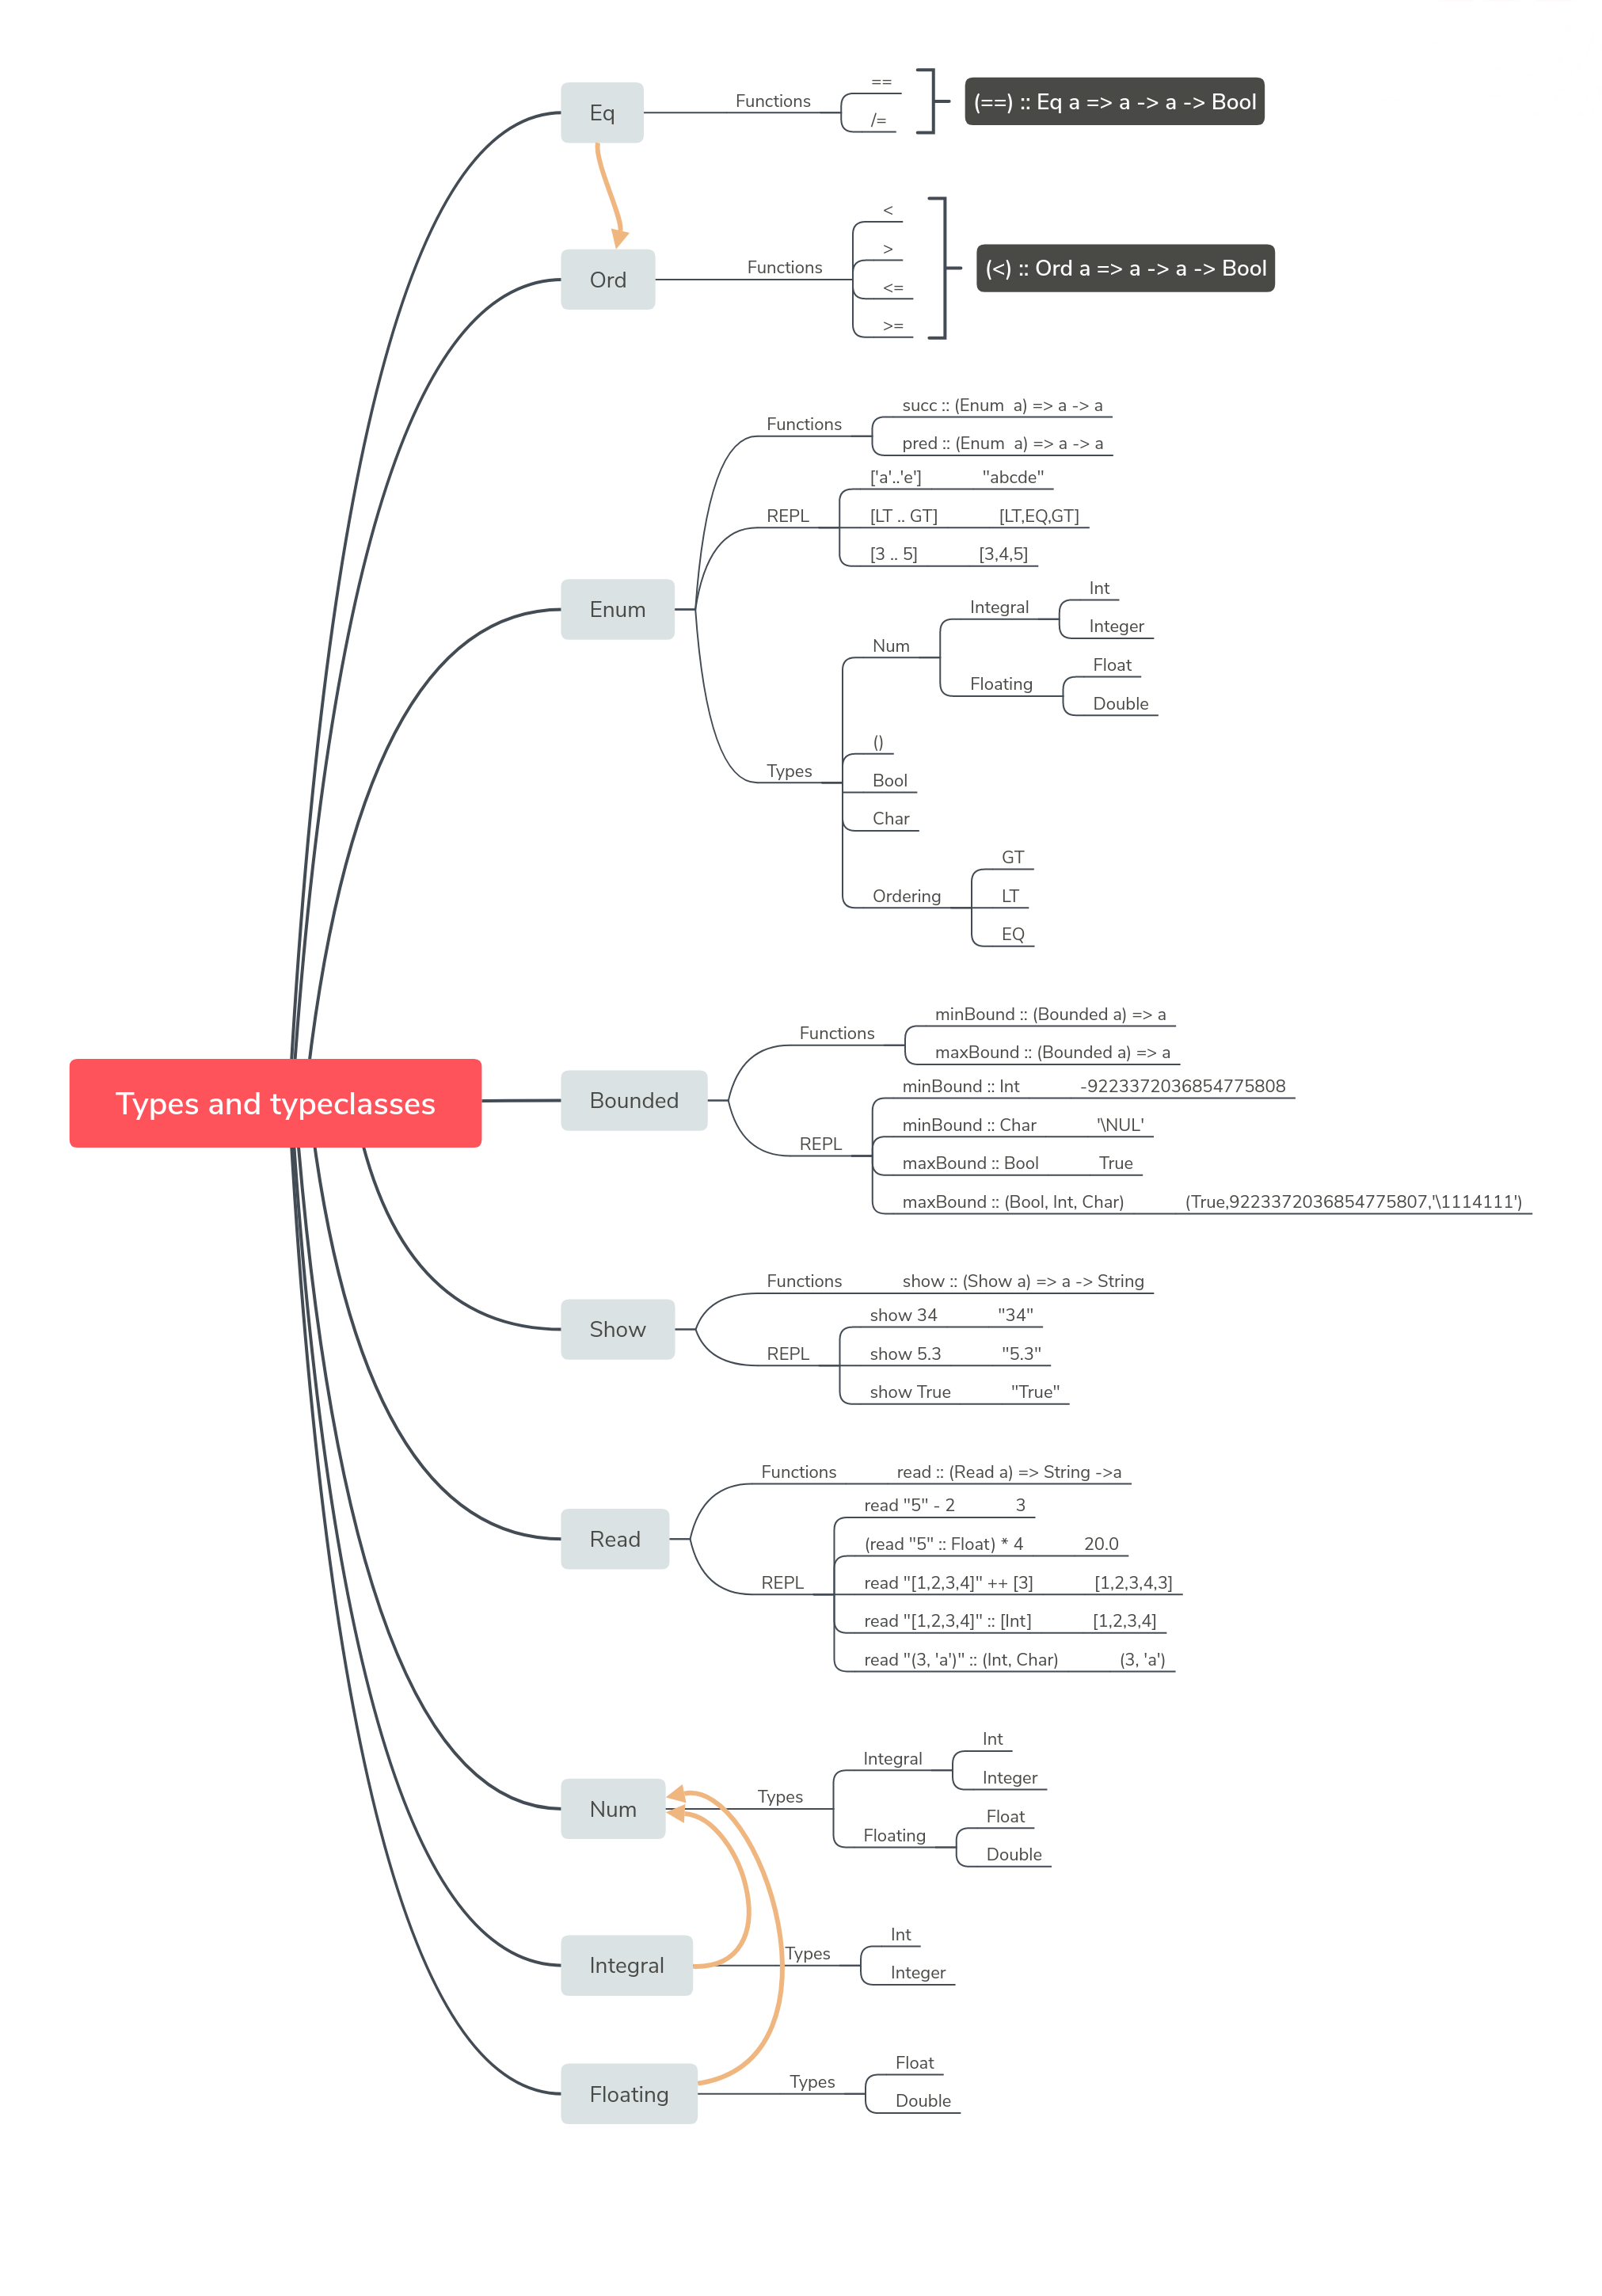 Types and typeclasses
Eq
Functions
==
/=
(==) :: Eq a => a -> a -> Bool
Ord
Functions
<
>
<=
>=
(<) :: Ord a => a -> a -> Bool
Enum
Functions
succ :: (Enum  a) => a -> a
pred :: (Enum  a) => a -> a
REPL
['a'..'e'] "abcde"
[LT .. GT] [LT,EQ,GT]
[3 .. 5] [3,4,5]
Types
Num
Integral
Int
Integer
Floating
Float
Double
()
Bool
Char
Ordering
GT
LT
EQ
Bounded
Functions
minBound :: (Bounded a) => a
maxBound :: (Bounded a) => a
REPL
minBound :: Int -9223372036854775808
minBound :: Char '\NUL'
maxBound :: Bool True
maxBound :: (Bool, Int, Char) (True,9223372036854775807,'\1114111')
Show
Functions
show :: (Show a) => a -> String
REPL
show 34 "34"
show 5.3 "5.3"
show True "True"
Read
Functions
read :: (Read a) => String ->a
REPL
read "5" - 2 3
(read "5" :: Float) * 4 20.0
read "[1,2,3,4]" ++ [3] [1,2,3,4,3]
read "[1,2,3,4]" :: [Int] [1,2,3,4]
read "(3, 'a')" :: (Int, Char) (3, 'a')
Num
Types
Integral
Int
Integer
Floating
Float
Double
Integral
Types
Int
Integer
Floating
Types
Float
Double